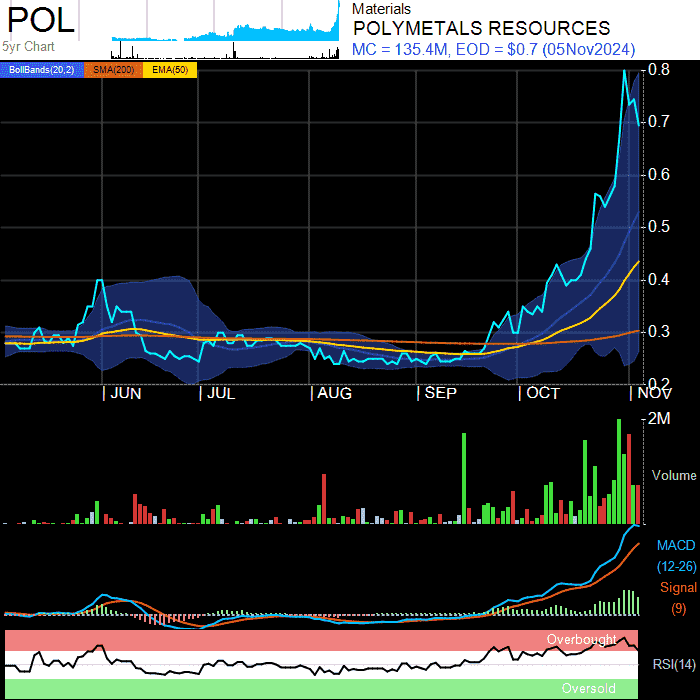 POL
5yr Chart
Materials
POLYMETALS RESOURCES
MC = 135.4M, EOD = $0.7 (05Nov2024)
BollBands(20,2) SMA(200) EMA(50)
0.8
0.7
0.6
0.5
0.4
0.3
0.2
JUN JUL AUG SEP OCT NOV
2M
Volume
MACD
(12-26)
Signal
(9)
Overbought
RSI(14)
Oversold